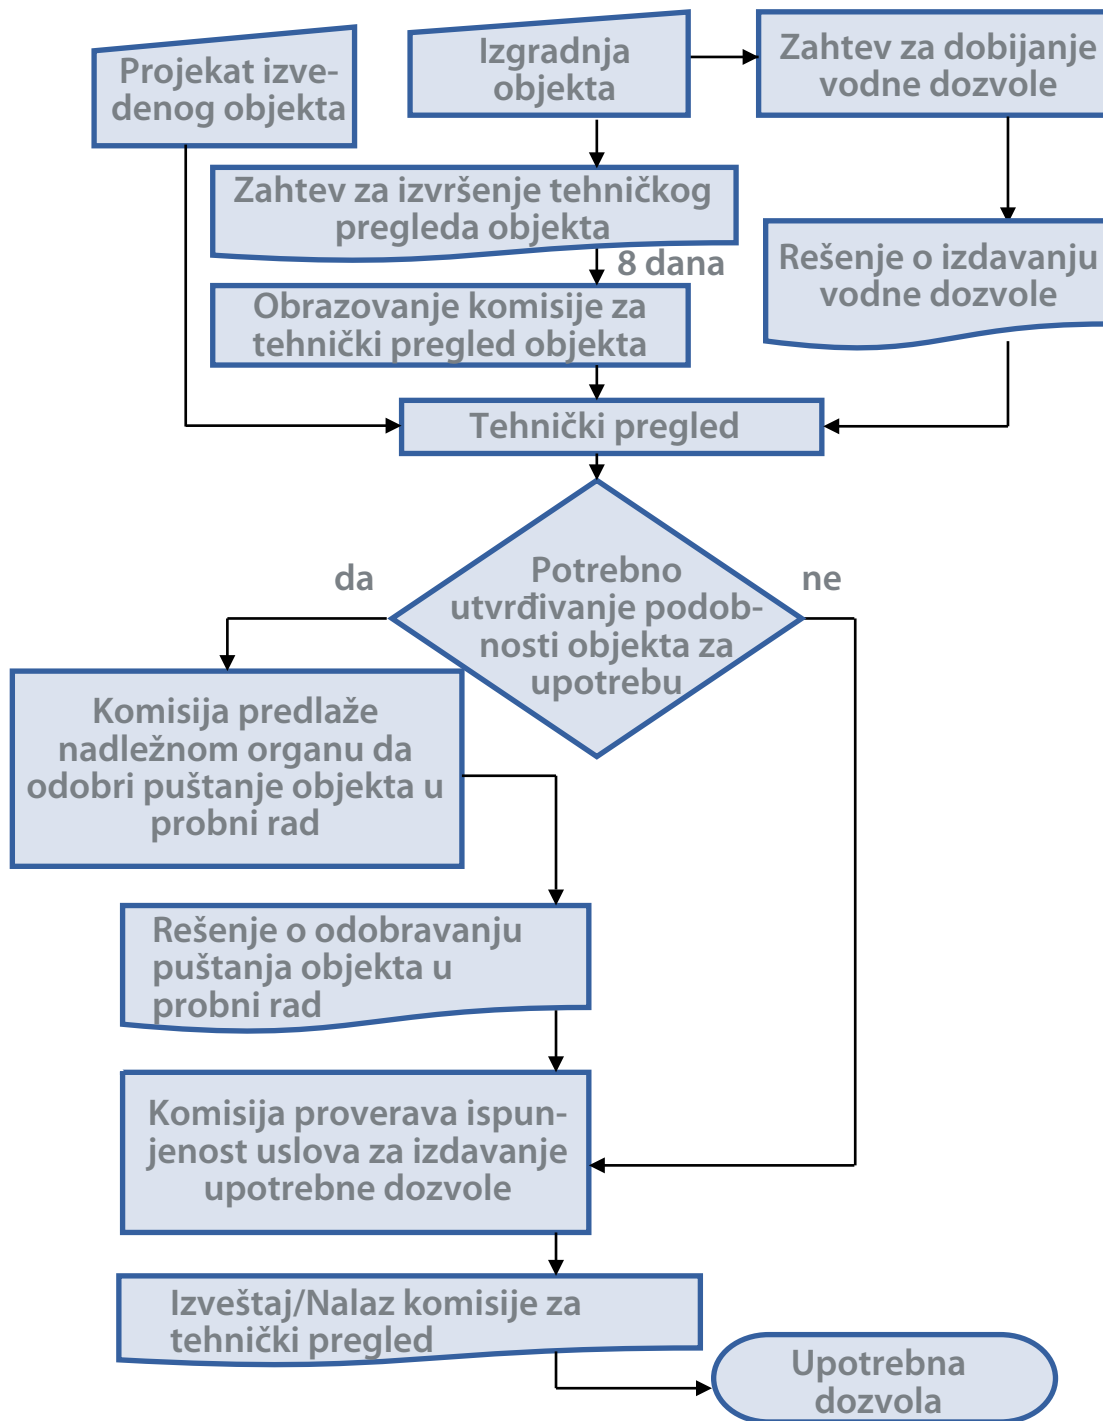 Projekat izve-
denog objekta
Izgradnja
objekta
Zahtev za dobijanje
vodne dozvole
Zahtev za izvršenje tehničkog
pregleda objekta
8 dana
Rešenje o izdavanju
vodne dozvole
Obrazovanje komisije za
tehnički pregled objekta
Tehnički pregled
Potrebno
utvrđivanje podob-
nosti objekta za
upotrebu
da
ne
Komisija predlaže
nadležnom organu da
odobri puštanje objekta u
probni rad
Rešenje o odobravanju
puštanja objekta u
probni rad
Komisija proverava ispun-
jenost uslova za izdavanje
upotrebne dozvole
Izveštaj/Nalaz komisije za
tehnički pregled
Upotrebna
dozvola